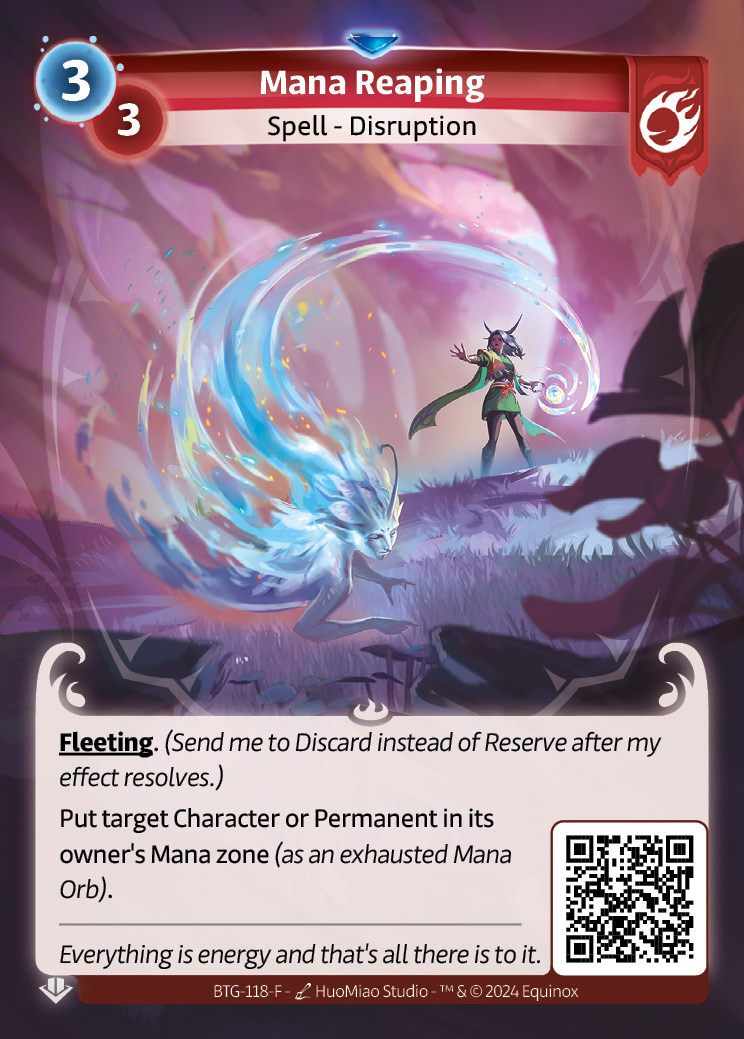 3
Mana Reaping
3
Spell - Disruption
Fleeting. (Send me to Discard instead of Reserve after my
effect resolves.)
Put target Character or Permanent in its
owner's Mana zone (as an exhausted Mana
Orb).
Everything is energy and that's all there is to it.
BTG-118-F - HuoMiao Studio - ™ & © 2024 Equinox